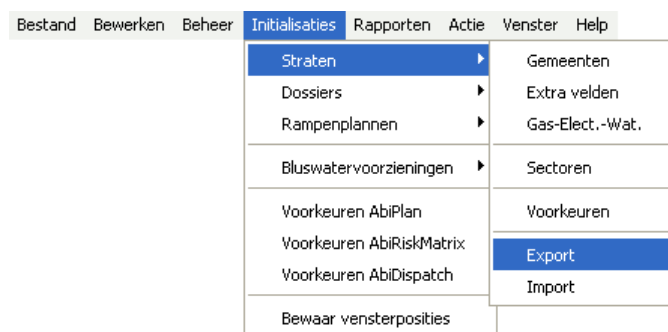 Bestand Bewerken Beheer Initialisaties Rapporten Actie Venster Help
Straten
Dossiers
Rampenplannen
Bluswatervoorzieningen
Voorkeuren AbiPlan
Voorkeuren AbiRiskMatrix
Voorkeuren AbiDispatch
Bewaar vensterposities
Gemeenten
Extra velden
Gas-Elect.-Wat.
Sectoren
Voorkeuren
Export
Import